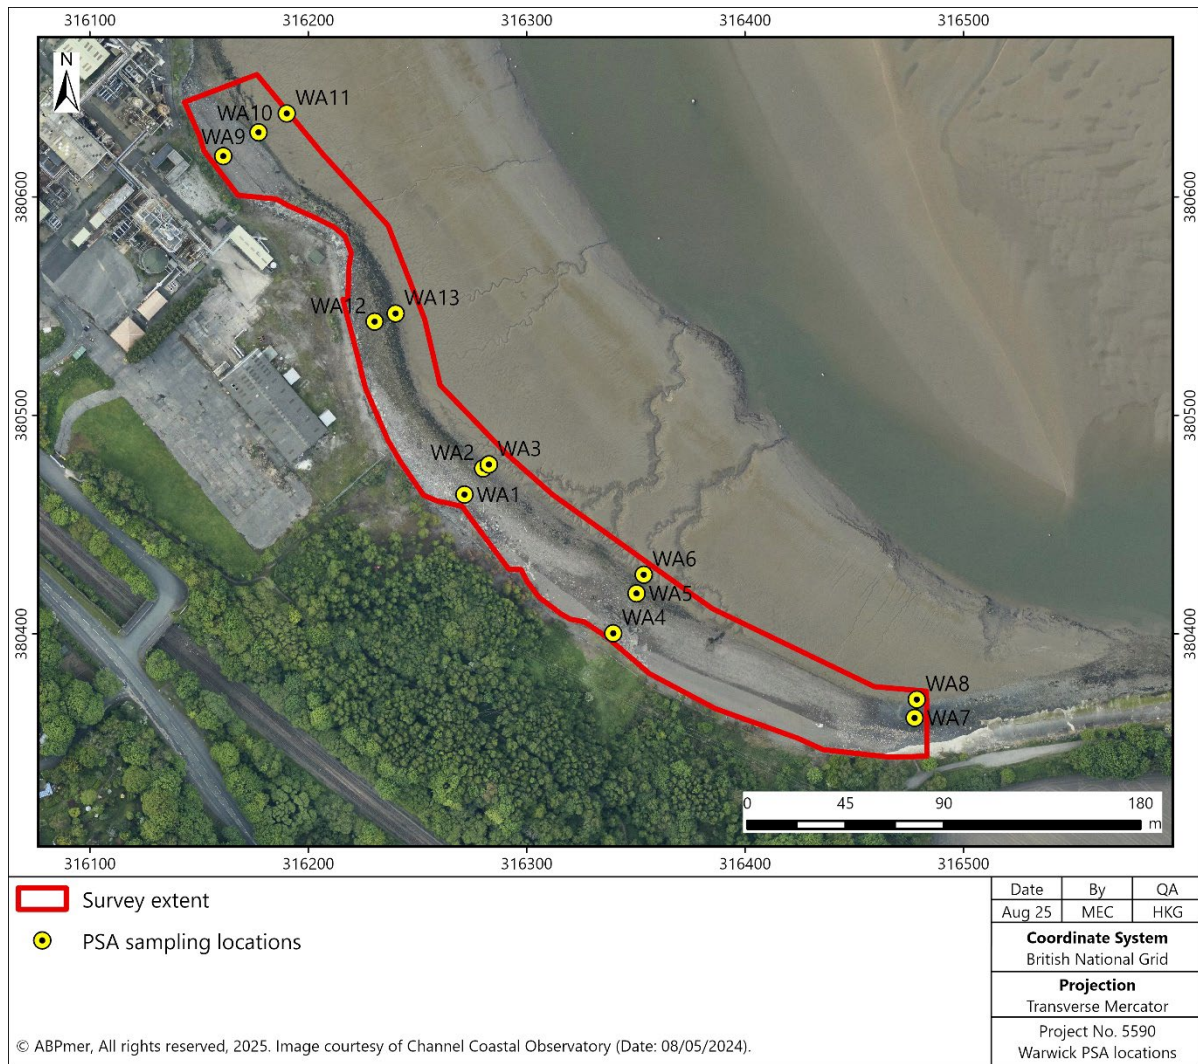 316100 316200 316300 316400 316500
N
WA11
WA10
WA9
380600 380600
WA13
WA12
380500 380500
WA3
WA2
WA1
WA6
WA5
WA4
380400 380400
WA8
WA7
0 45 90 180
m
316100 316200 316300 316400 316500
Survey extent
PSA sampling locations
Date By QA
Aug 25 MEC HKG
Coordinate System
British National Grid
Projection
Transverse Mercator
Project No. 5590
Warwick PSA locations
© ABPmer, All rights reserved, 2025. Image courtesy of Channel Coastal Observatory (Date: 08/05/2024).